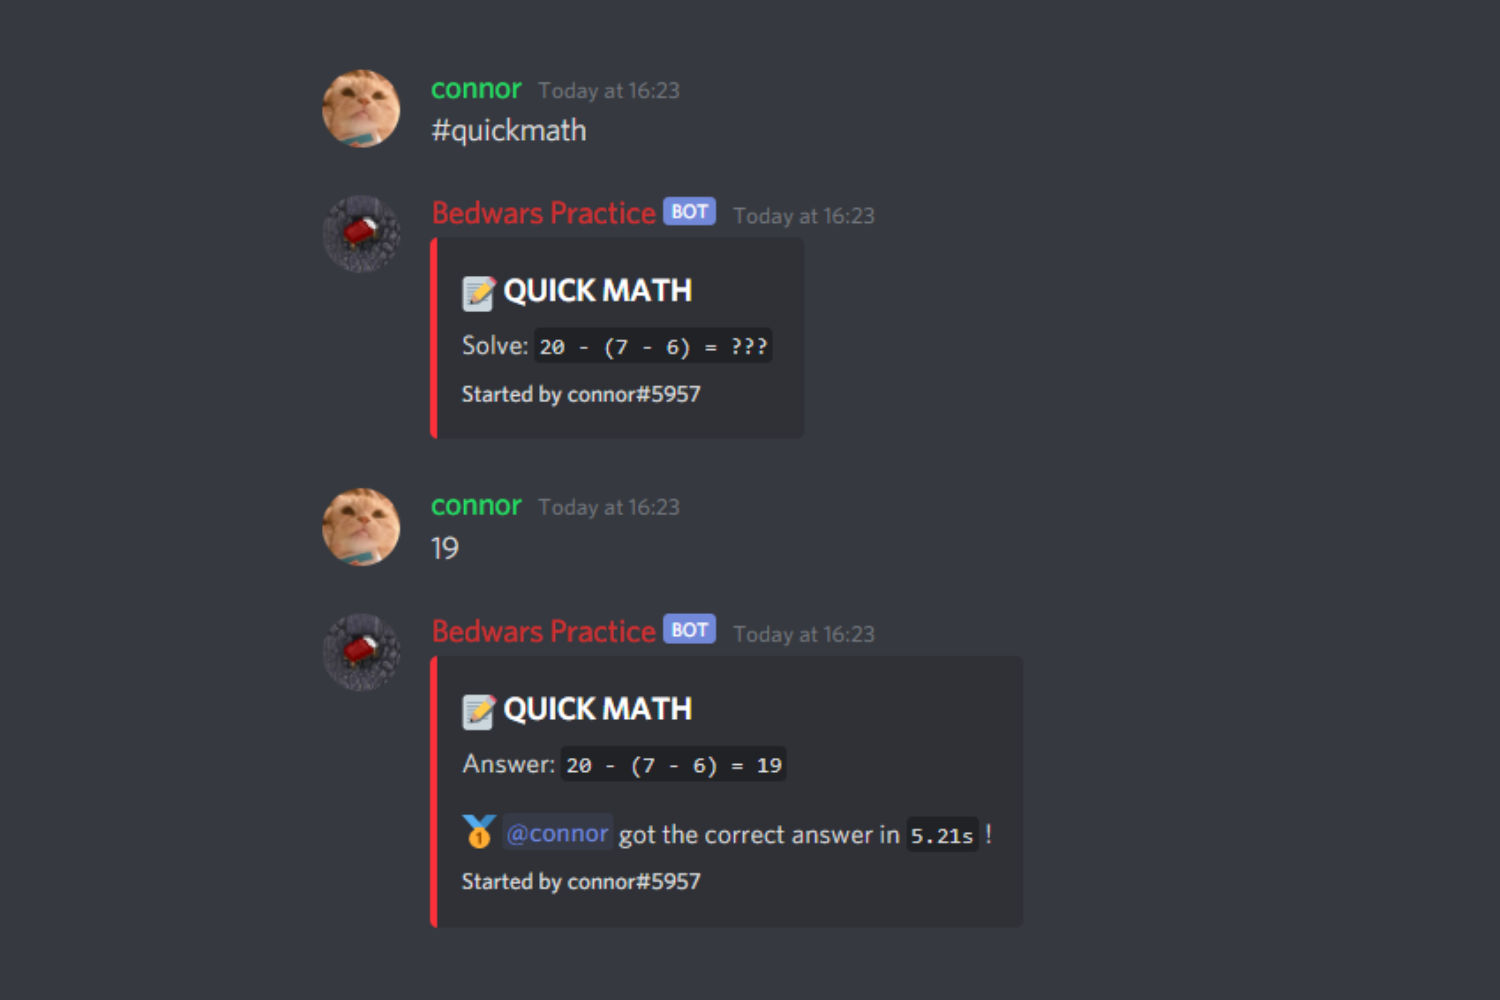 connor Today at 16:23
#quickmath
Bedwars Practice BOT Today at 16:23
QUICK MATH
Solve: 20 - (7 - 6) = ???
Started by connor#5957
connor Today at 16:23
19
Bedwars Practice BOT Today at 16:23
QUICK MATH
Answer: 20 - (7 - 6) = 19
1 @connor got the correct answer in 5.21s !
Started by connor#5957